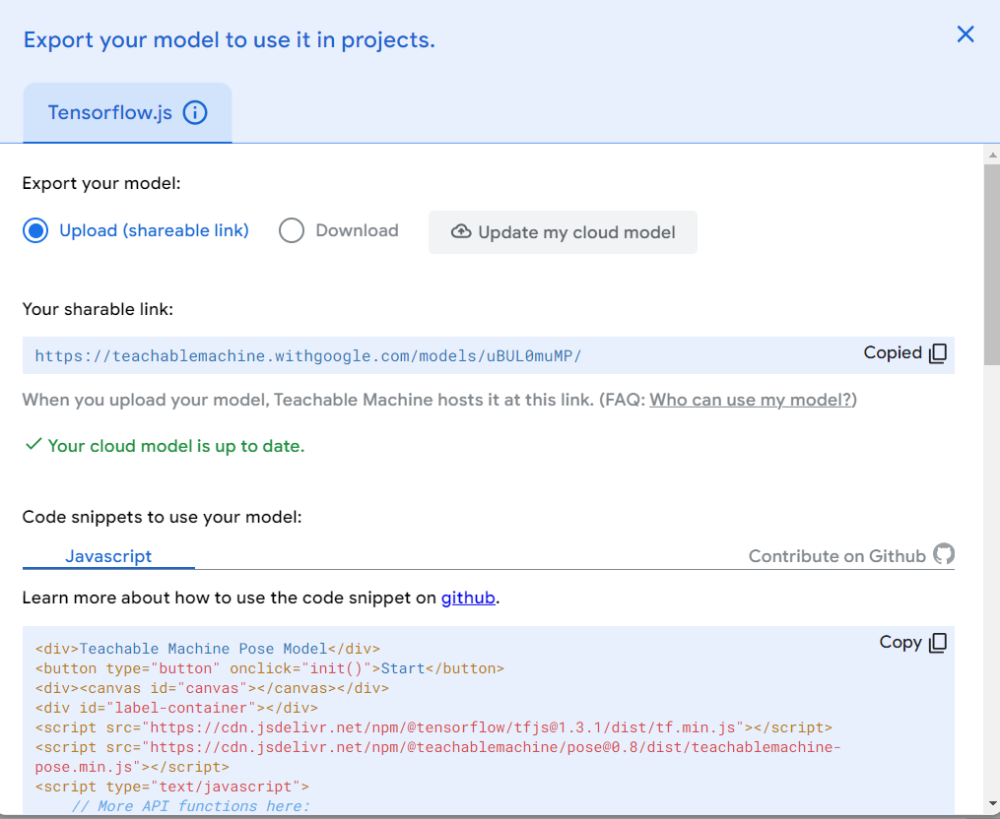 Export your model to use it in projects.
Tensorflow.js
Export your model:
Upload (shareable link) Download Update my cloud model
Your sharable link:
https://teachablemachine.withgoogle.com/models/uBUL0muMP/ Copied
When you upload your model, Teachable Machine hosts it at this link. (FAQ: Who can use my model?)
Your cloud model is up to date.
Code snippets to use your model:
Javascript Contribute on Github
Learn more about how to use the code snippet on github.
Copy
<div>Teachable Machine Pose Model</div>
<button type="button" onclick="init()">Start</button>
<div><canvas id="canvas"></canvas></div>
<div id="label-container"></div>
<script src="https://cdn.jsdelivr.net/npm/@tensorflow/tfjs@1.3.1/dist/tf.min.js"></script>
<script src="https://cdn.jsdelivr.net/npm/@teachablemachine/pose@0.8/dist/teachablemachine-
pose.min.js"></script>
<script type="text/javascript">
// More API functions here: